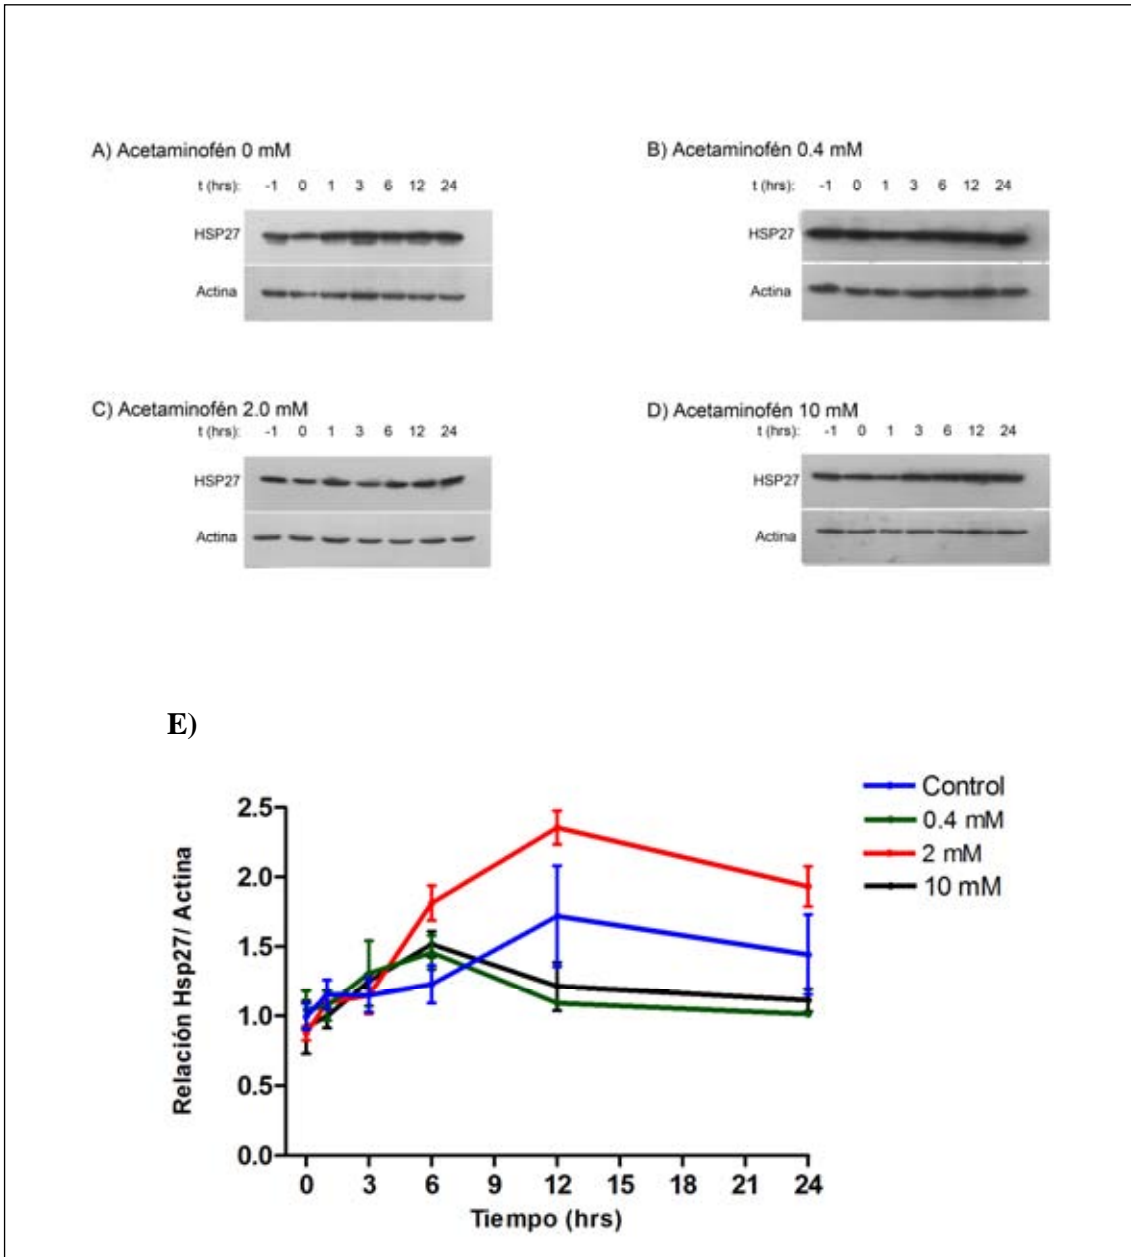 A) Acetaminofén 0 mM
t (hrs): -1 0 1 3 6 12 24
HSP27
Actina
B) Acetaminofén 0.4 mM
t (hrs): -1 0 1 3 6 12 24
HSP27
Actina
C) Acetaminofén 2.0 mM
t (hrs): -1 0 1 3 6 12 24
HSP27
Actina
D) Acetaminofén 10 mM
t (hrs): -1 0 1 3 6 12 24
HSP27
Actina
E)
Control
0.4 mM
2 mM
10 mM
Relación Hsp27/ Actina
2.5
2.0
1.5
1.0
0.5
0.0
0 3 6 9 12 15 18 21 24
Tiempo (hrs)